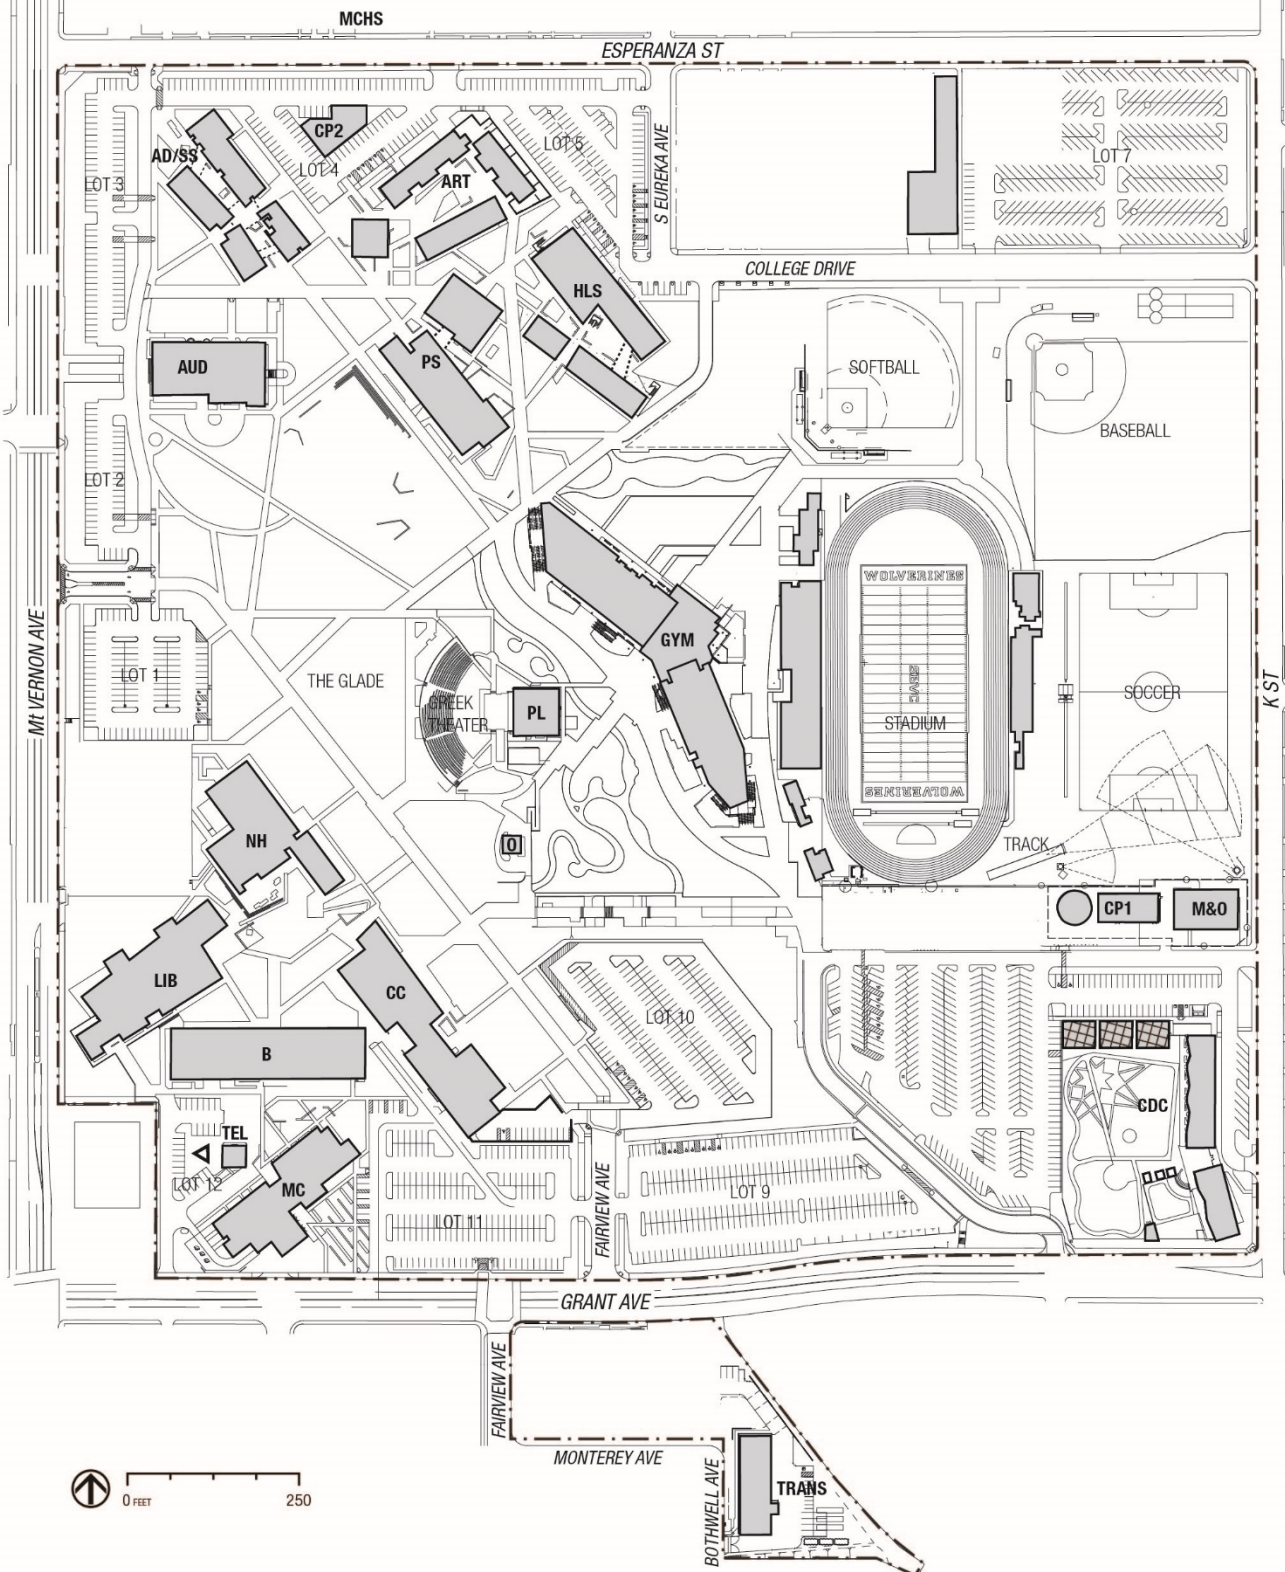 MCHS
ESPERANZA ST
CP2
AD/SS
LOT 3
LOT 4
LOT 5
ART
S EUREKA AVE
LOT 7
COLLEGE DRIVE
HLS
AUD
PS
SOFTBALL
BASEBALL
LOT 2
WOLVERINES
Mt VERNON AVE
LOT 1
THE GLADE
GREEK
THEATER
PL
GYM
SBVC
STADIUM
SOCCER
K ST
WOLVERINES
NH
O
TRACK
CP1
M&O
LIB
CC
LOT 10
B
CDC
TEL
LOT 12
MC
LOT 11
FAIRVIEW AVE
LOT 9
GRANT AVE
FAIRVIEW AVE
MONTEREY AVE
BOTHWELL AVE
TRANS
0 FEET
250